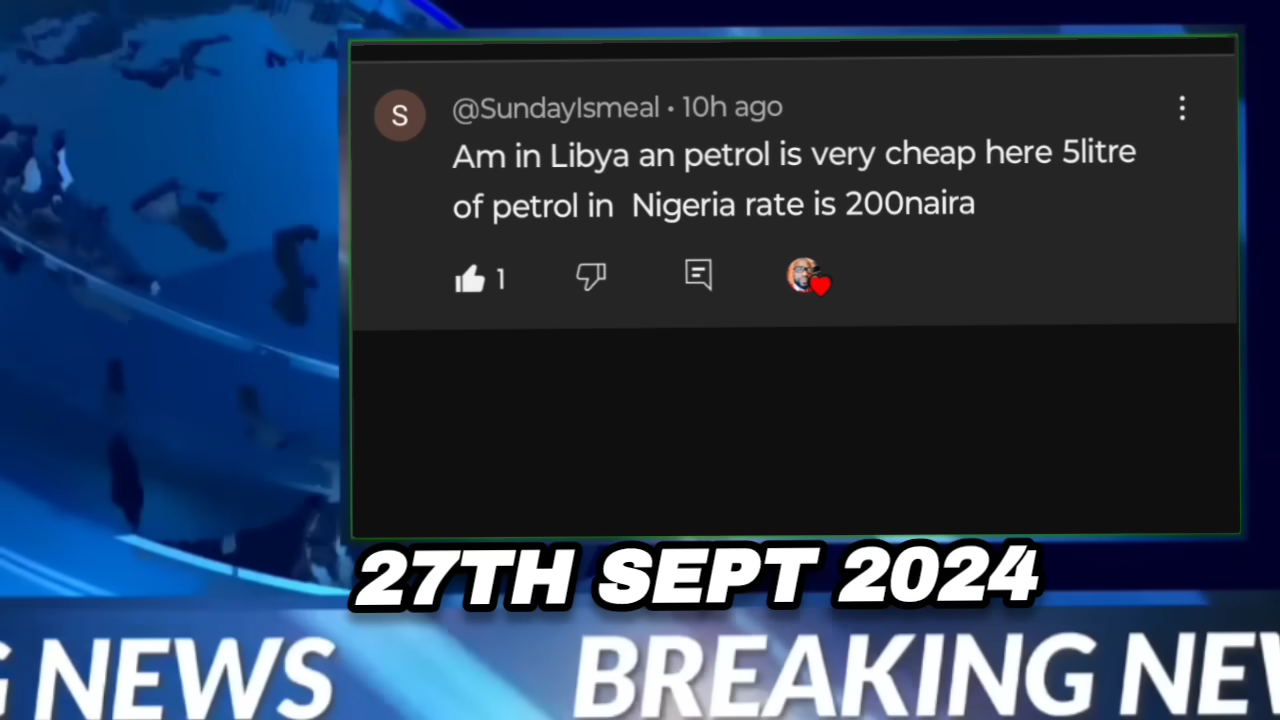 S
@SundayIsmeal • 10h ago
Am in Libya an petrol is very cheap here 5litre
of petrol in Nigeria rate is 200naira
1
27TH SEPT 2024
NEWS BREAKING